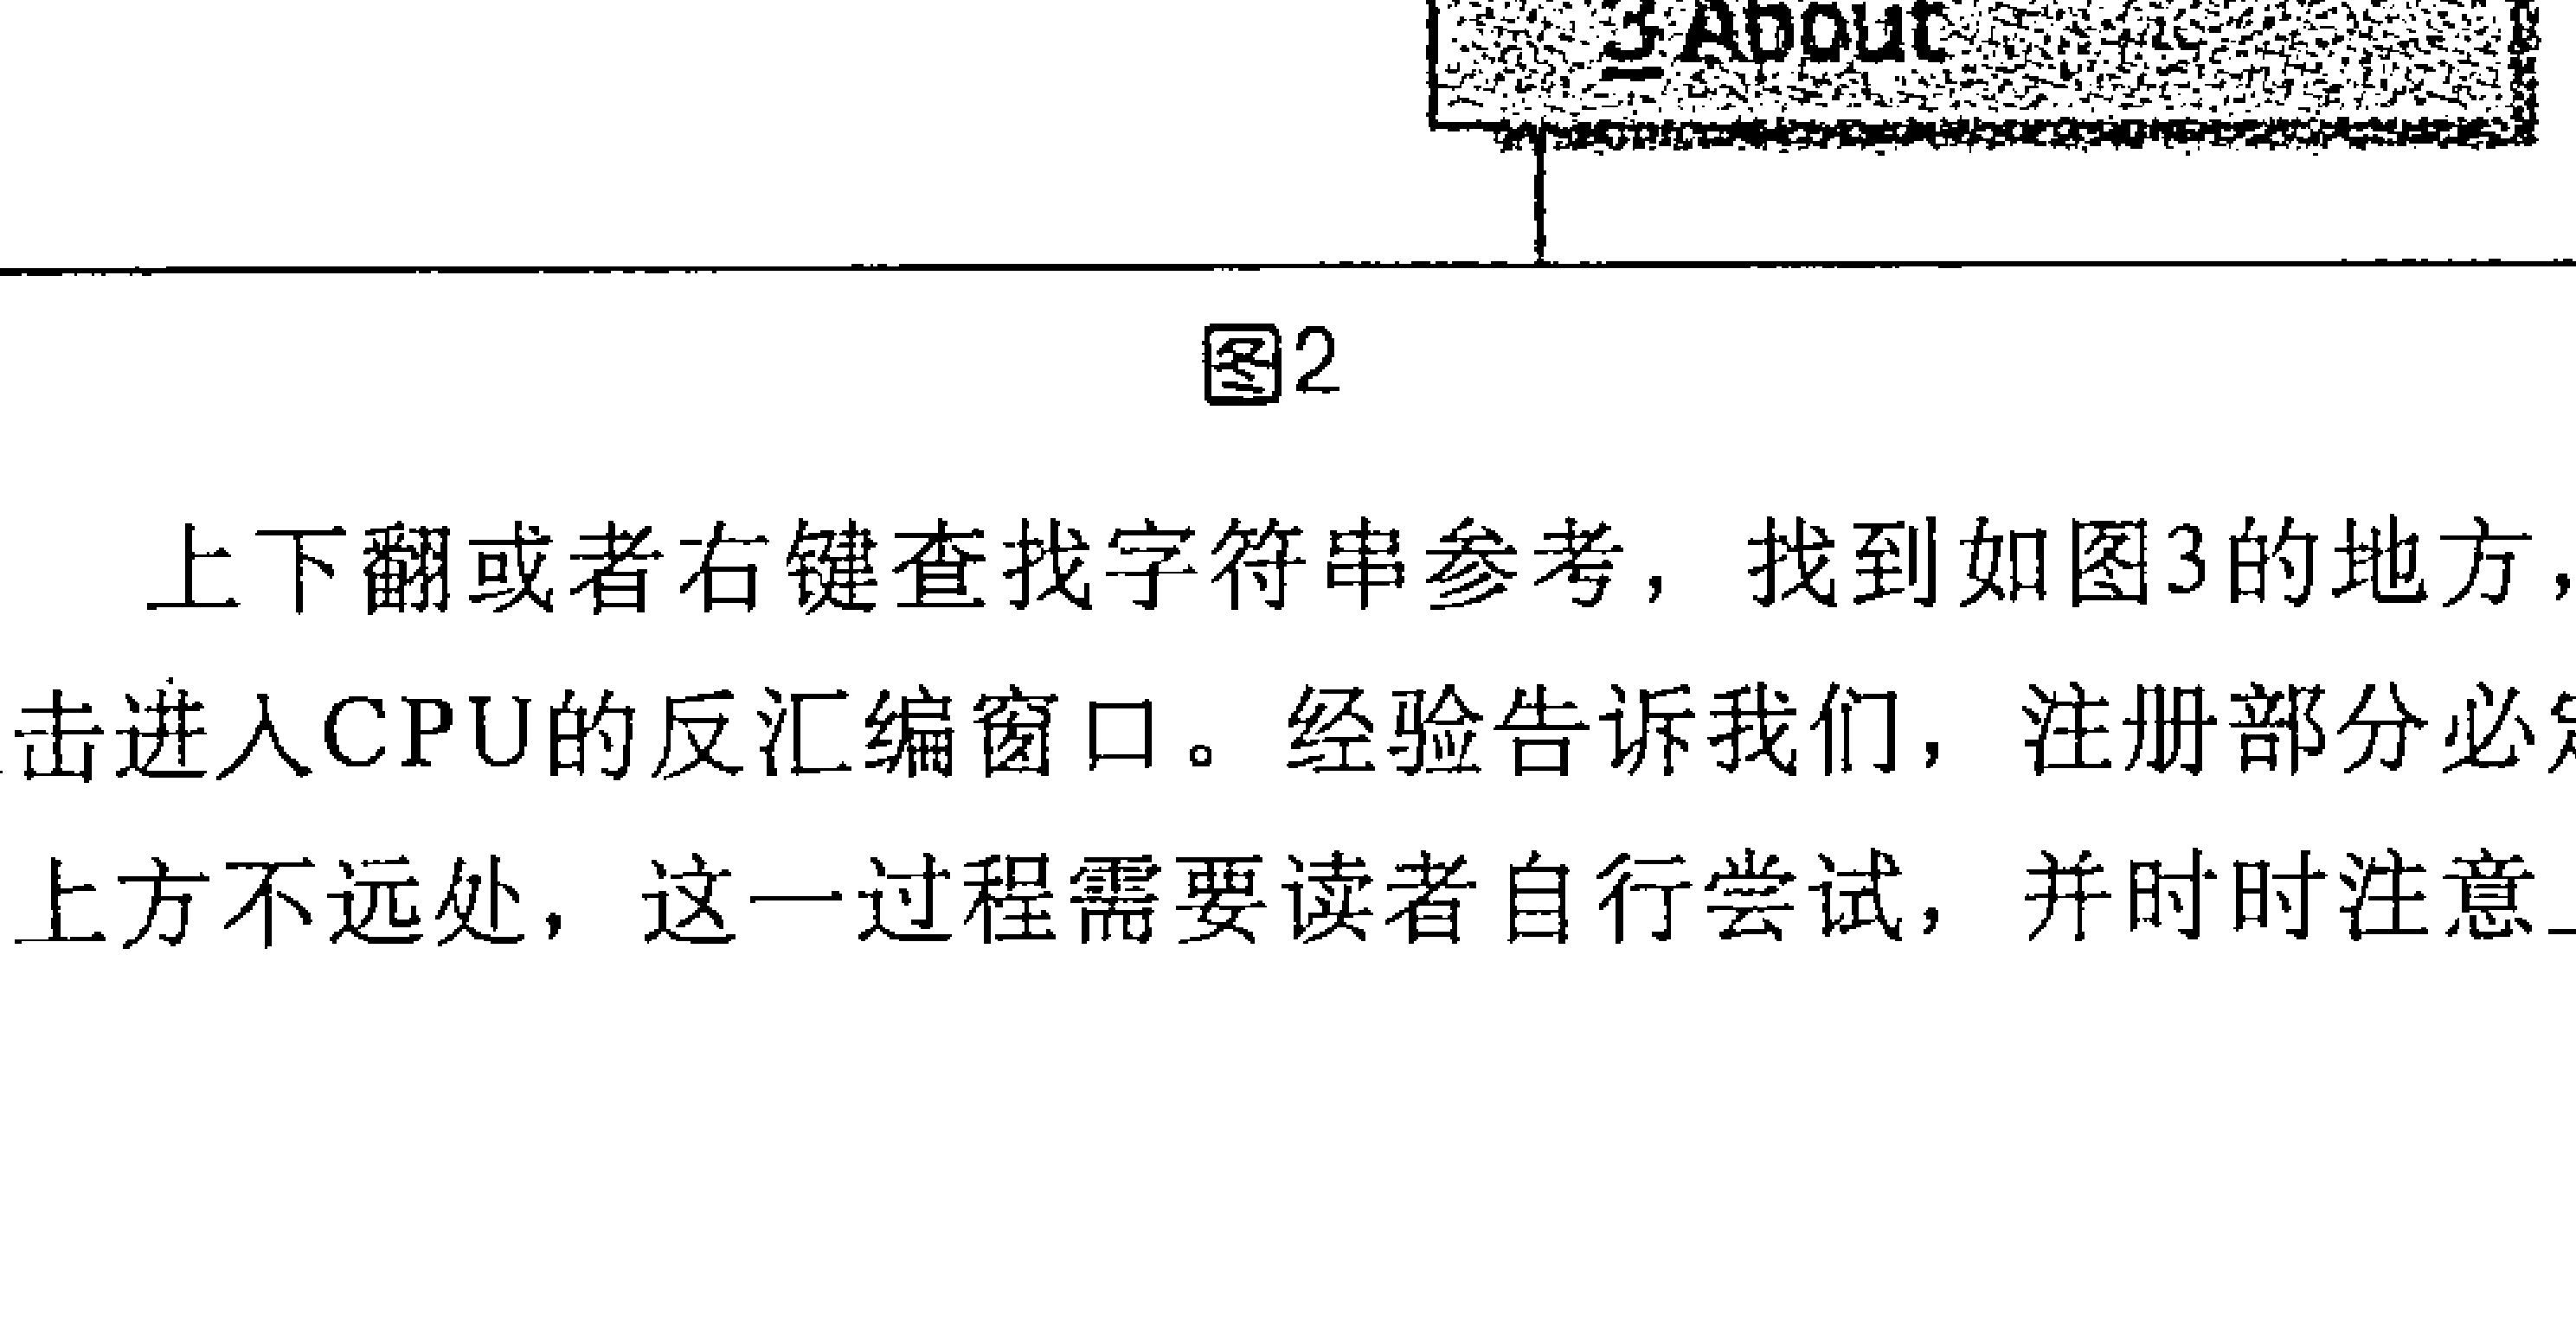 3 About
图2
上下翻或者右键查找字符串参考，找到如图3的地方，
击进入CPU的反汇编窗口。经验告诉我们，注册部分必
上方不远处，这一过程需要读者自行尝试，并时时注意